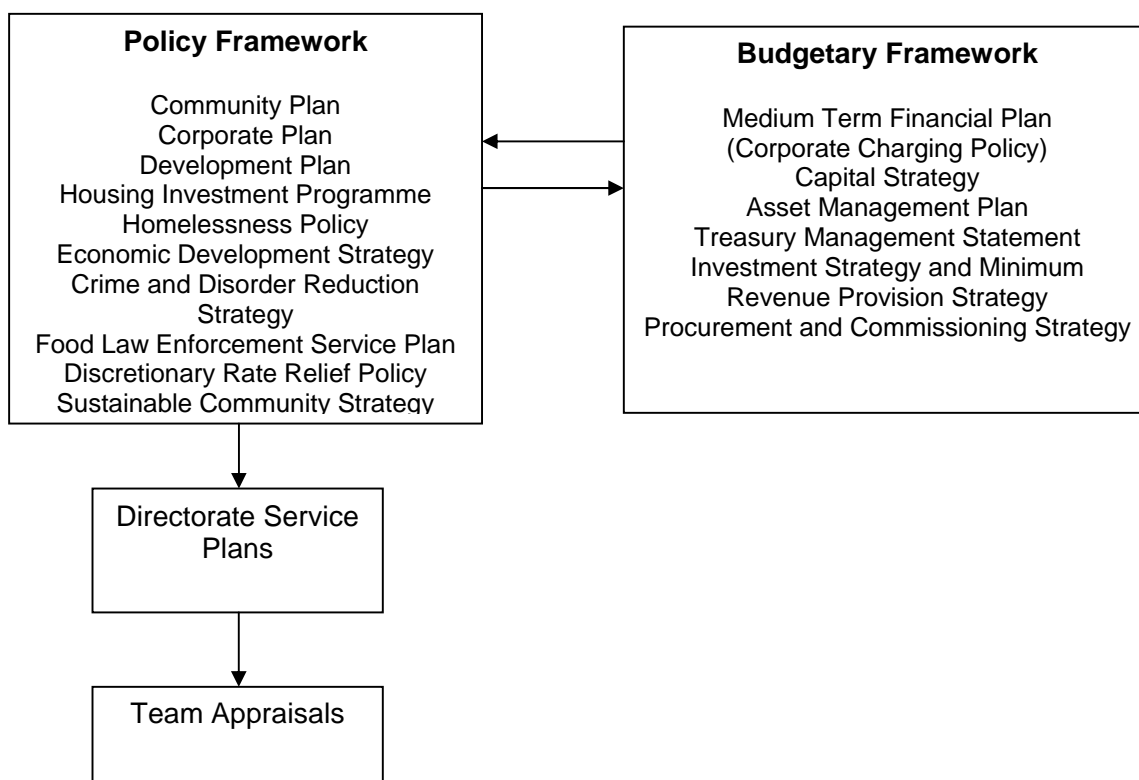 Policy Framework
Community Plan
Corporate Plan
Development Plan
Housing Investment Programme
Homelessness Policy
Economic Development Strategy
Crime and Disorder Reduction
Strategy
Food Law Enforcement Service Plan
Discretionary Rate Relief Policy
Sustainable Community Strategy
Budgetary Framework
Medium Term Financial Plan
(Corporate Charging Policy)
Capital Strategy
Asset Management Plan
Treasury Management Statement
Investment Strategy and Minimum
Revenue Provision Strategy
Procurement and Commissioning Strategy
Directorate Service
Plans
Team Appraisals